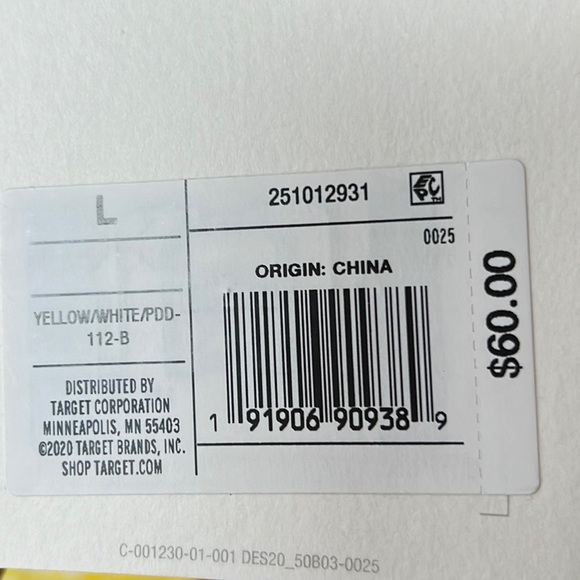 L
YELLOW/WHITE/PDD-
112-B
DISTRIBUTED BY
TARGET CORPORATION
MINNEAPOLIS, MN 55403
©2020 TARGET BRANDS, INC.
SHOP TARGET.COM
251012931
EPC™
0025
ORIGIN: CHINA
1 91906 90938 9
$60.00
C-001230-01-001 DES20_50B03-0025